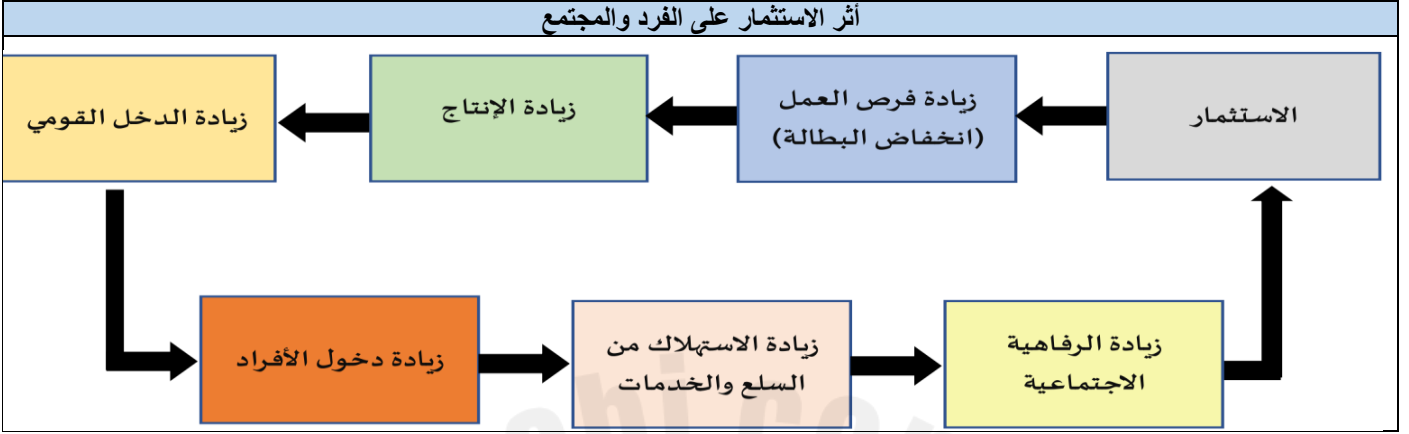 أثر الاستثمار على الفرد والمجتمع
الاستثمار
زيادة فرص العمل
(انخفاض البطالة)
زيادة الإنتاج
زيادة الدخل القومي
زيادة دخول الأفراد
زيادة الاستهلاك من
السلع والخدمات
زيادة الرفاهية
الاجتماعية